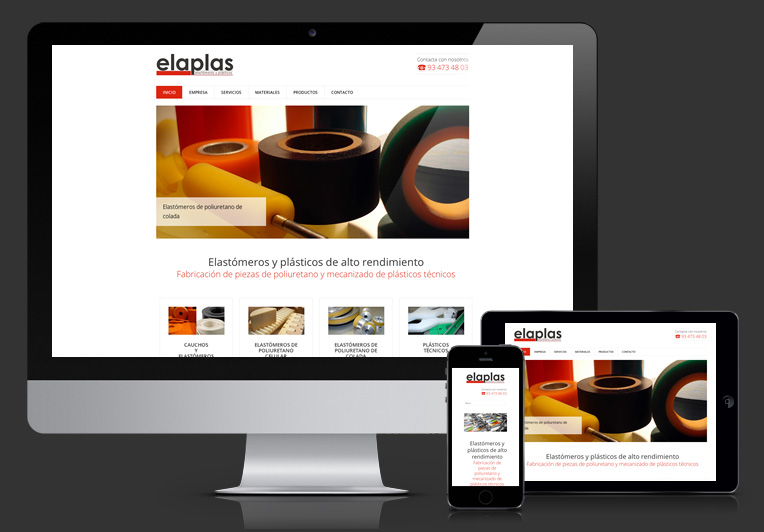 elaplas
elastómeros y plásticos
Contacta con nosotros
93 473 48 03
INICIO EMPRESA SERVICIOS MATERIALES PRODUCTOS CONTACTO
Elastómeros de poliuretano de
colada
Elastómeros y plásticos de alto rendimiento
Fabricación de piezas de poliuretano y mecanizado de plásticos técnicos
CAUCHOS
Y
ELASTÓMEROS
ELASTÓMEROS DE
POLIURETANO
CELULAR
ELASTÓMEROS DE
POLIURETANO DE
COLADA
PLÁSTICOS
TÉCNICOS
elaplas
Contacta con nosotros
93 473 48 03
EMPRESA SERVICIOS MATERIALES PRODUCTOS CONTACTO
Elastómeros de poliuretano de
Elastómeros y plásticos de alto rendimiento
Fabricación de piezas de poliuretano y mecanizado de plásticos técnicos
elaplas
Contacta con nosotros
93 473 48 03
Elastómeros y
plásticos de alto
rendimiento
Fabricación de
piezas de
poliuretano y
mecanizado de
plásticos técnicos